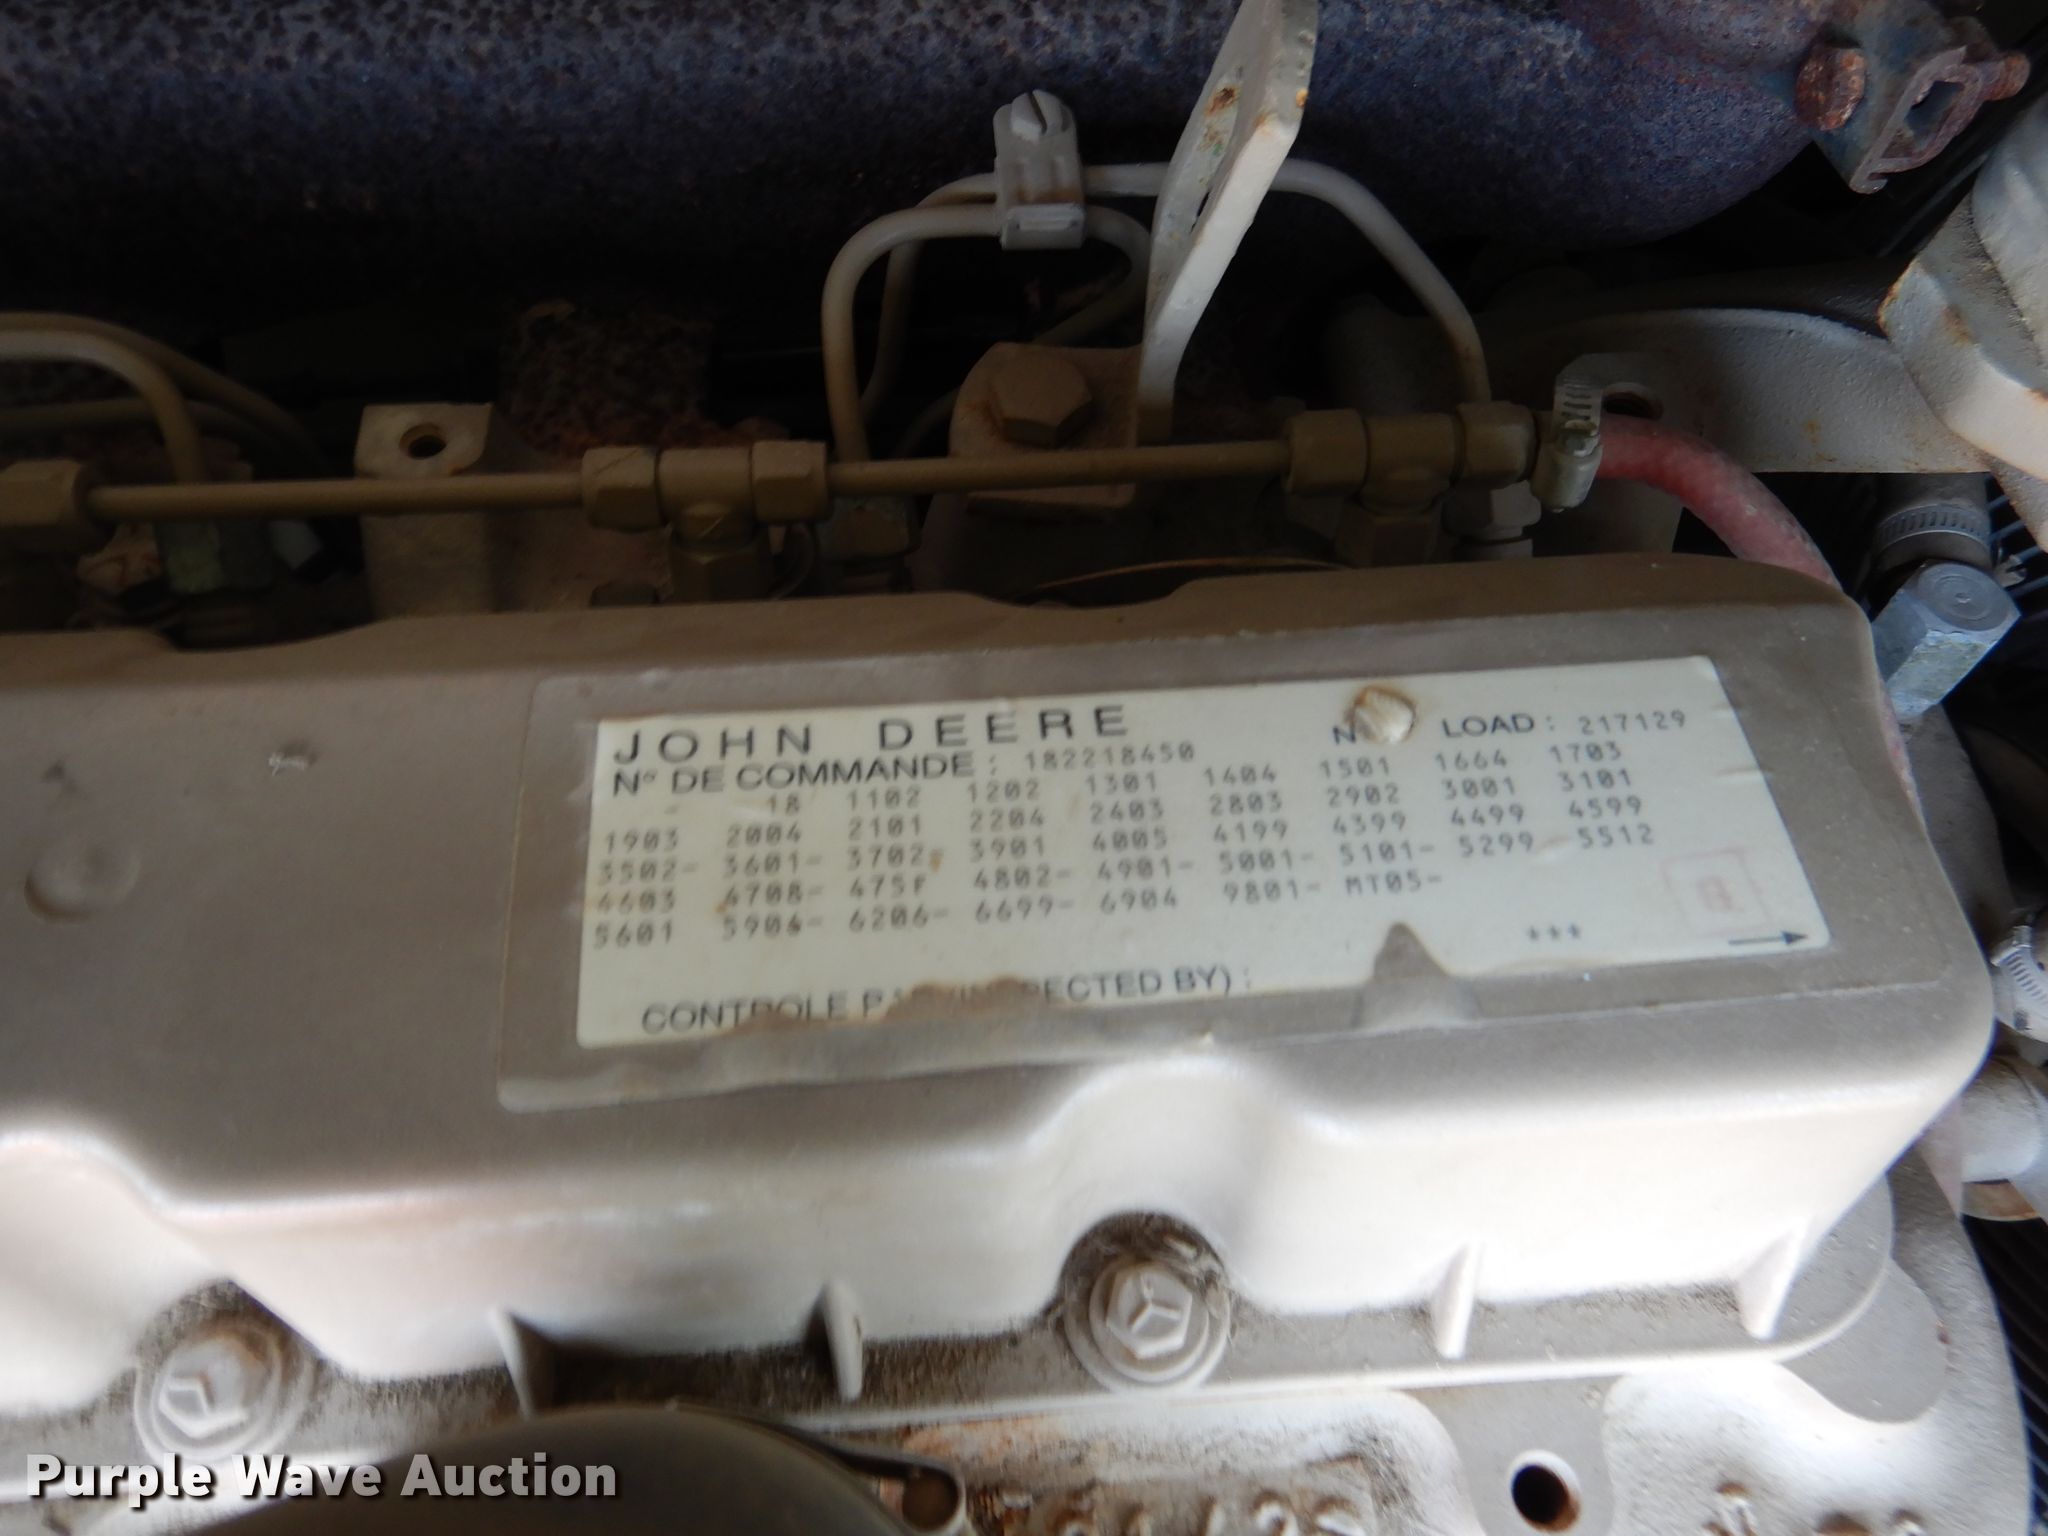 JOHN DEERE N° LOAD : 217129
N° DE COMMANDE : 182218450
- 18 1102 1202 1301 1404 1501 1664 1703
1903 2004 2101 2204 2403 2803 2902 3001 3101
3502- 3601- 3702- 3901 4005 4199 4399 4499 4599
4603 4708- 475F 4802- 4901- 5001- 5101- 5299 5512
5601 5904- 6206- 6699- 6904 9801- MT05-
***
CONTROLE BY) :
Purple Wave Auction